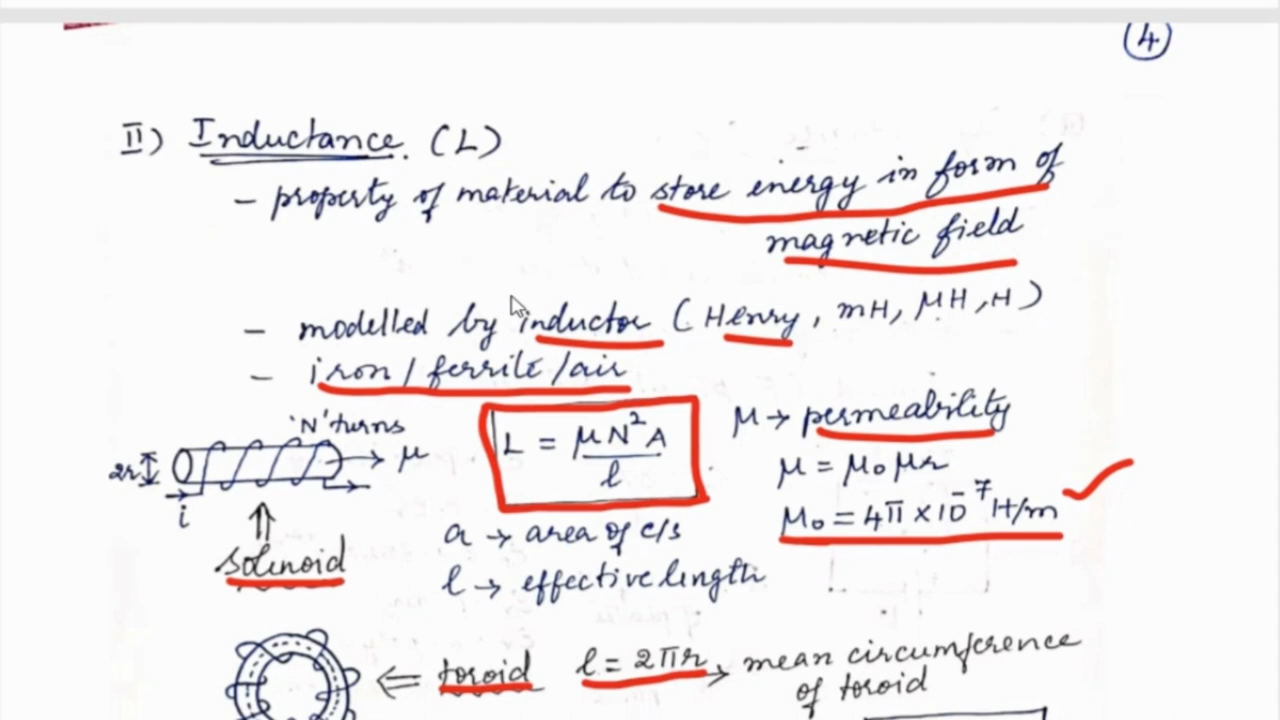 4
II) Inductance. (L)
- property of material to store energy in form of
magnetic field
- modelled by inductor (Henry, mH, μH, H)
- iron / ferrite / air
'N' turns
2r
μ
i
solenoid
L = μN²A / l
μ → permeability
μ = μ₀ μr
μ₀ = 4π × 10⁻⁷ H/m
a → area of c/s
l → effective length
⇐ toroid l = 2πr → mean circumference
of toroid